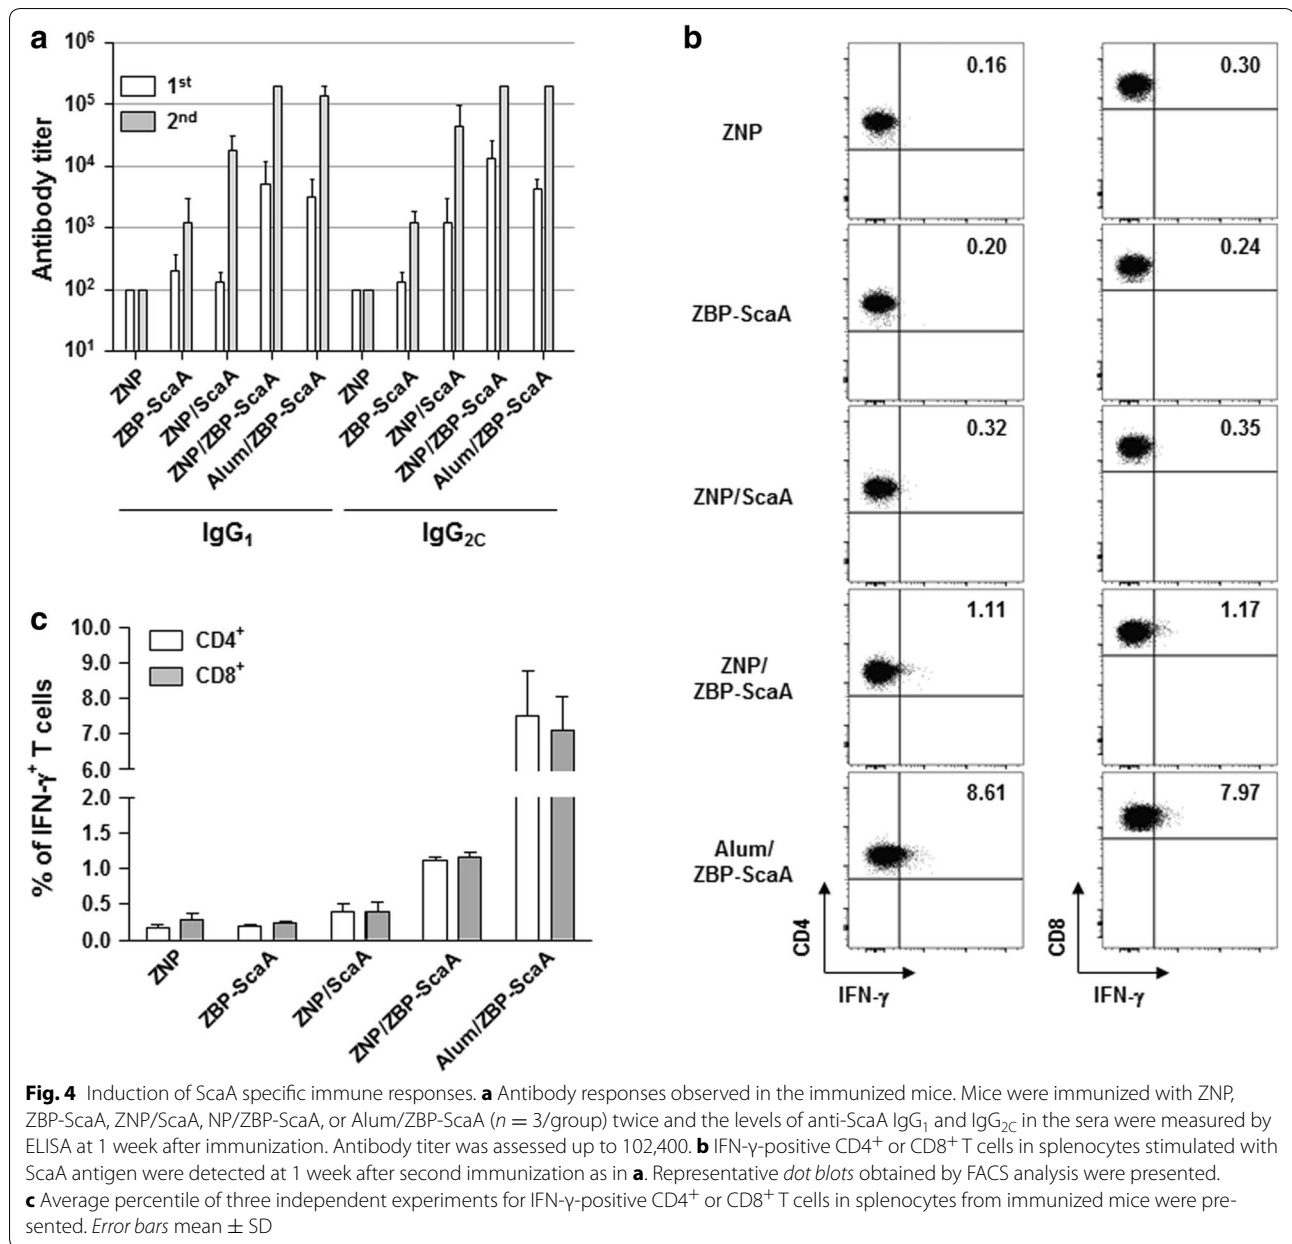 a
10⁶
10⁵
10⁴
10³
10²
10¹
Antibody titer
1st
2nd
ZNP
ZBP-ScaA
ZNP/ScaA
ZNP/ZBP-ScaA
Alum/ZBP-ScaA
ZNP
ZBP-ScaA
ZNP/ScaA
ZNP/ZBP-ScaA
Alum/ZBP-ScaA
IgG₁
IgG₂C
b
ZNP
0.16
0.30
ZBP-ScaA
0.20
0.24
ZNP/ScaA
0.32
0.35
ZNP/
ZBP-ScaA
1.11
1.17
Alum/
ZBP-ScaA
8.61
7.97
CD4
IFN-γ
CD8
IFN-γ
c
10.0
9.0
8.0
7.0
6.0
2.0
1.5
1.0
0.5
0.0
% of IFN-γ⁺ T cells
CD4⁺
CD8⁺
ZNP
ZBP-ScaA
ZNP/ScaA
ZNP/ZBP-ScaA
Alum/ZBP-ScaA
Fig. 4 Induction of ScaA specific immune responses. a Antibody responses observed in the immunized mice. Mice were immunized with ZNP,
ZBP-ScaA, ZNP/ScaA, NP/ZBP-ScaA, or Alum/ZBP-ScaA (n = 3/group) twice and the levels of anti-ScaA IgG₁ and IgG₂C in the sera were measured by
ELISA at 1 week after immunization. Antibody titer was assessed up to 102,400. b IFN-γ-positive CD4⁺ or CD8⁺ T cells in splenocytes stimulated with
ScaA antigen were detected at 1 week after second immunization as in a. Representative dot blots obtained by FACS analysis were presented.
c Average percentile of three independent experiments for IFN-γ-positive CD4⁺ or CD8⁺ T cells in splenocytes from immunized mice were pre-
sented. Error bars mean ± SD